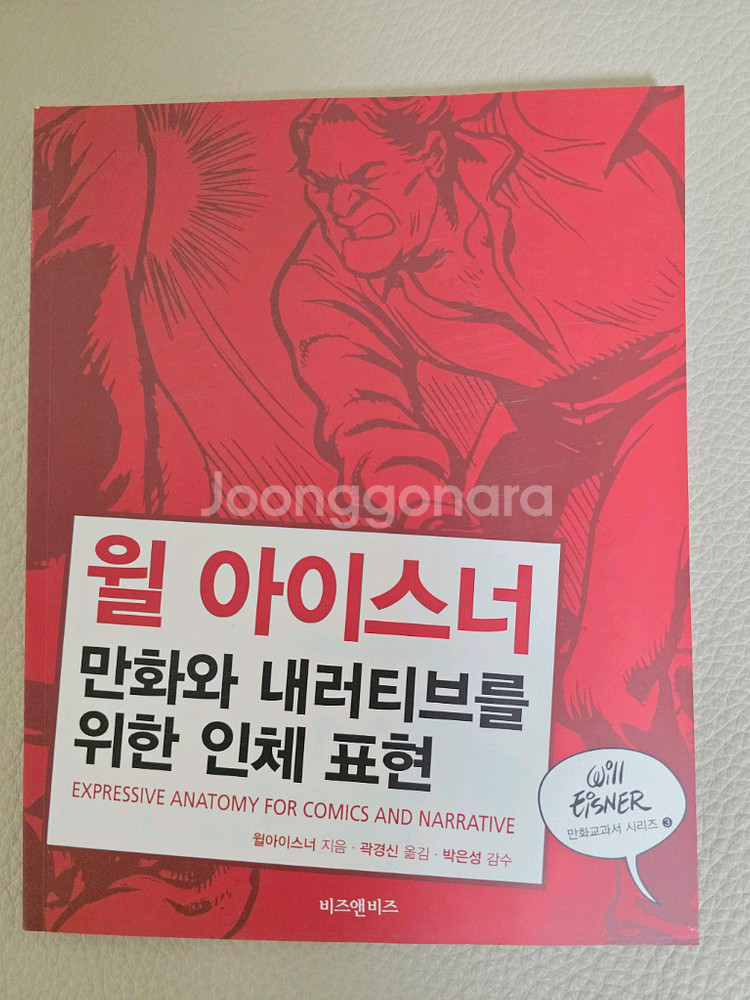 Joonggonara
윌 아이스너
만화와 내러티브를
위한 인체 표현
EXPRESSIVE ANATOMY FOR COMICS AND NARRATIVE
윌아이스너 지음 · 곽경신 옮김 · 박은성 감수
Will
EISNER
만화교과서 시리즈 3
비즈앤비즈